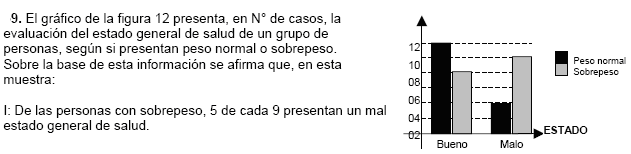 9. El gráfico de la figura 12 presenta, en N° de casos, la
evaluación del estado general de salud de un grupo de
personas, según si presentan peso normal o sobrepeso.
Sobre la base de esta información se afirma que, en esta
muestra:
I: De las personas con sobrepeso, 5 de cada 9 presentan un mal
estado general de salud.
12
10
08
06
04
02
Bueno Malo
ESTADO
Peso normal
Sobrepeso